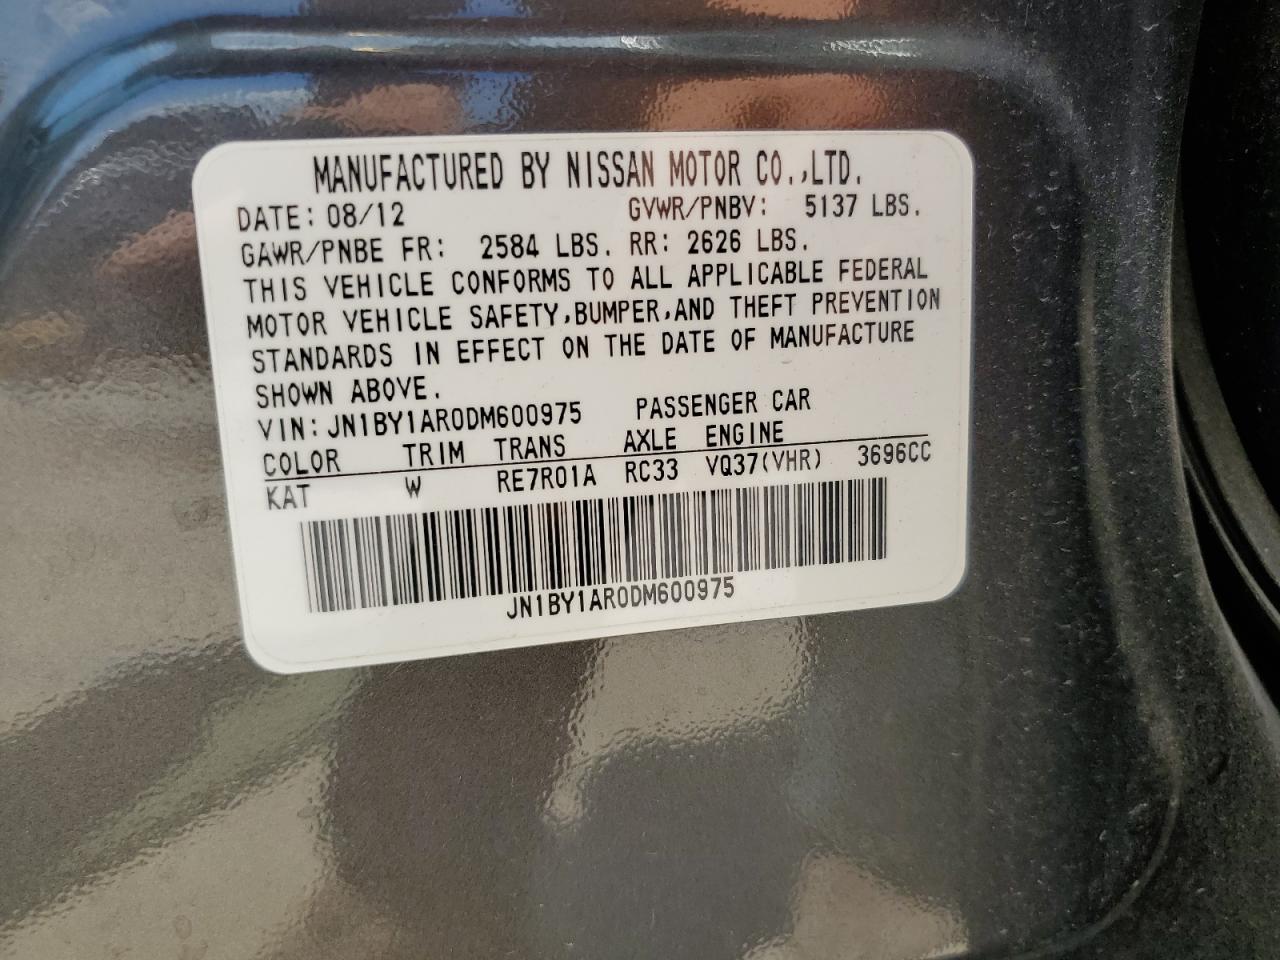 MANUFACTURED BY NISSAN MOTOR CO.,LTD.
DATE: 08/12 GVWR/PNBV: 5137 LBS.
GAWR/PNBE FR: 2584 LBS. RR: 2626 LBS.
THIS VEHICLE CONFORMS TO ALL APPLICABLE FEDERAL
MOTOR VEHICLE SAFETY,BUMPER,AND THEFT PREVENTION
STANDARDS IN EFFECT ON THE DATE OF MANUFACTURE
SHOWN ABOVE.
VIN: JN1BY1AR0DM600975 PASSENGER CAR
COLOR TRIM TRANS AXLE ENGINE
KAT W RE7R01A RC33 VQ37(VHR) 3696CC
JN1BY1AR0DM600975